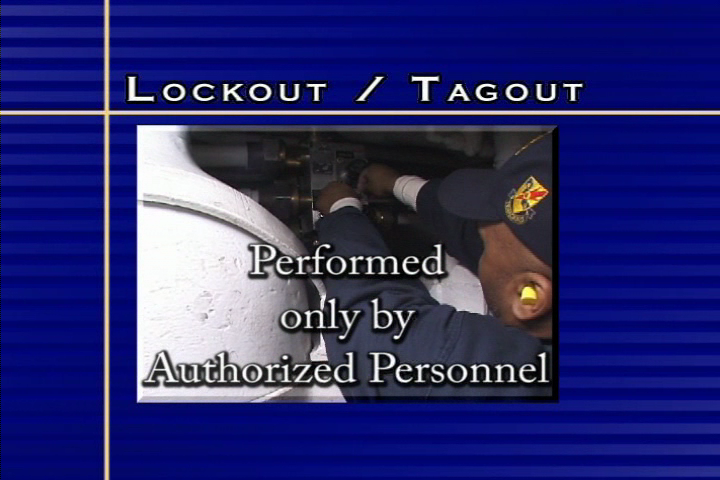 Lockout / Tagout
Performed
only by
Authorized Personnel